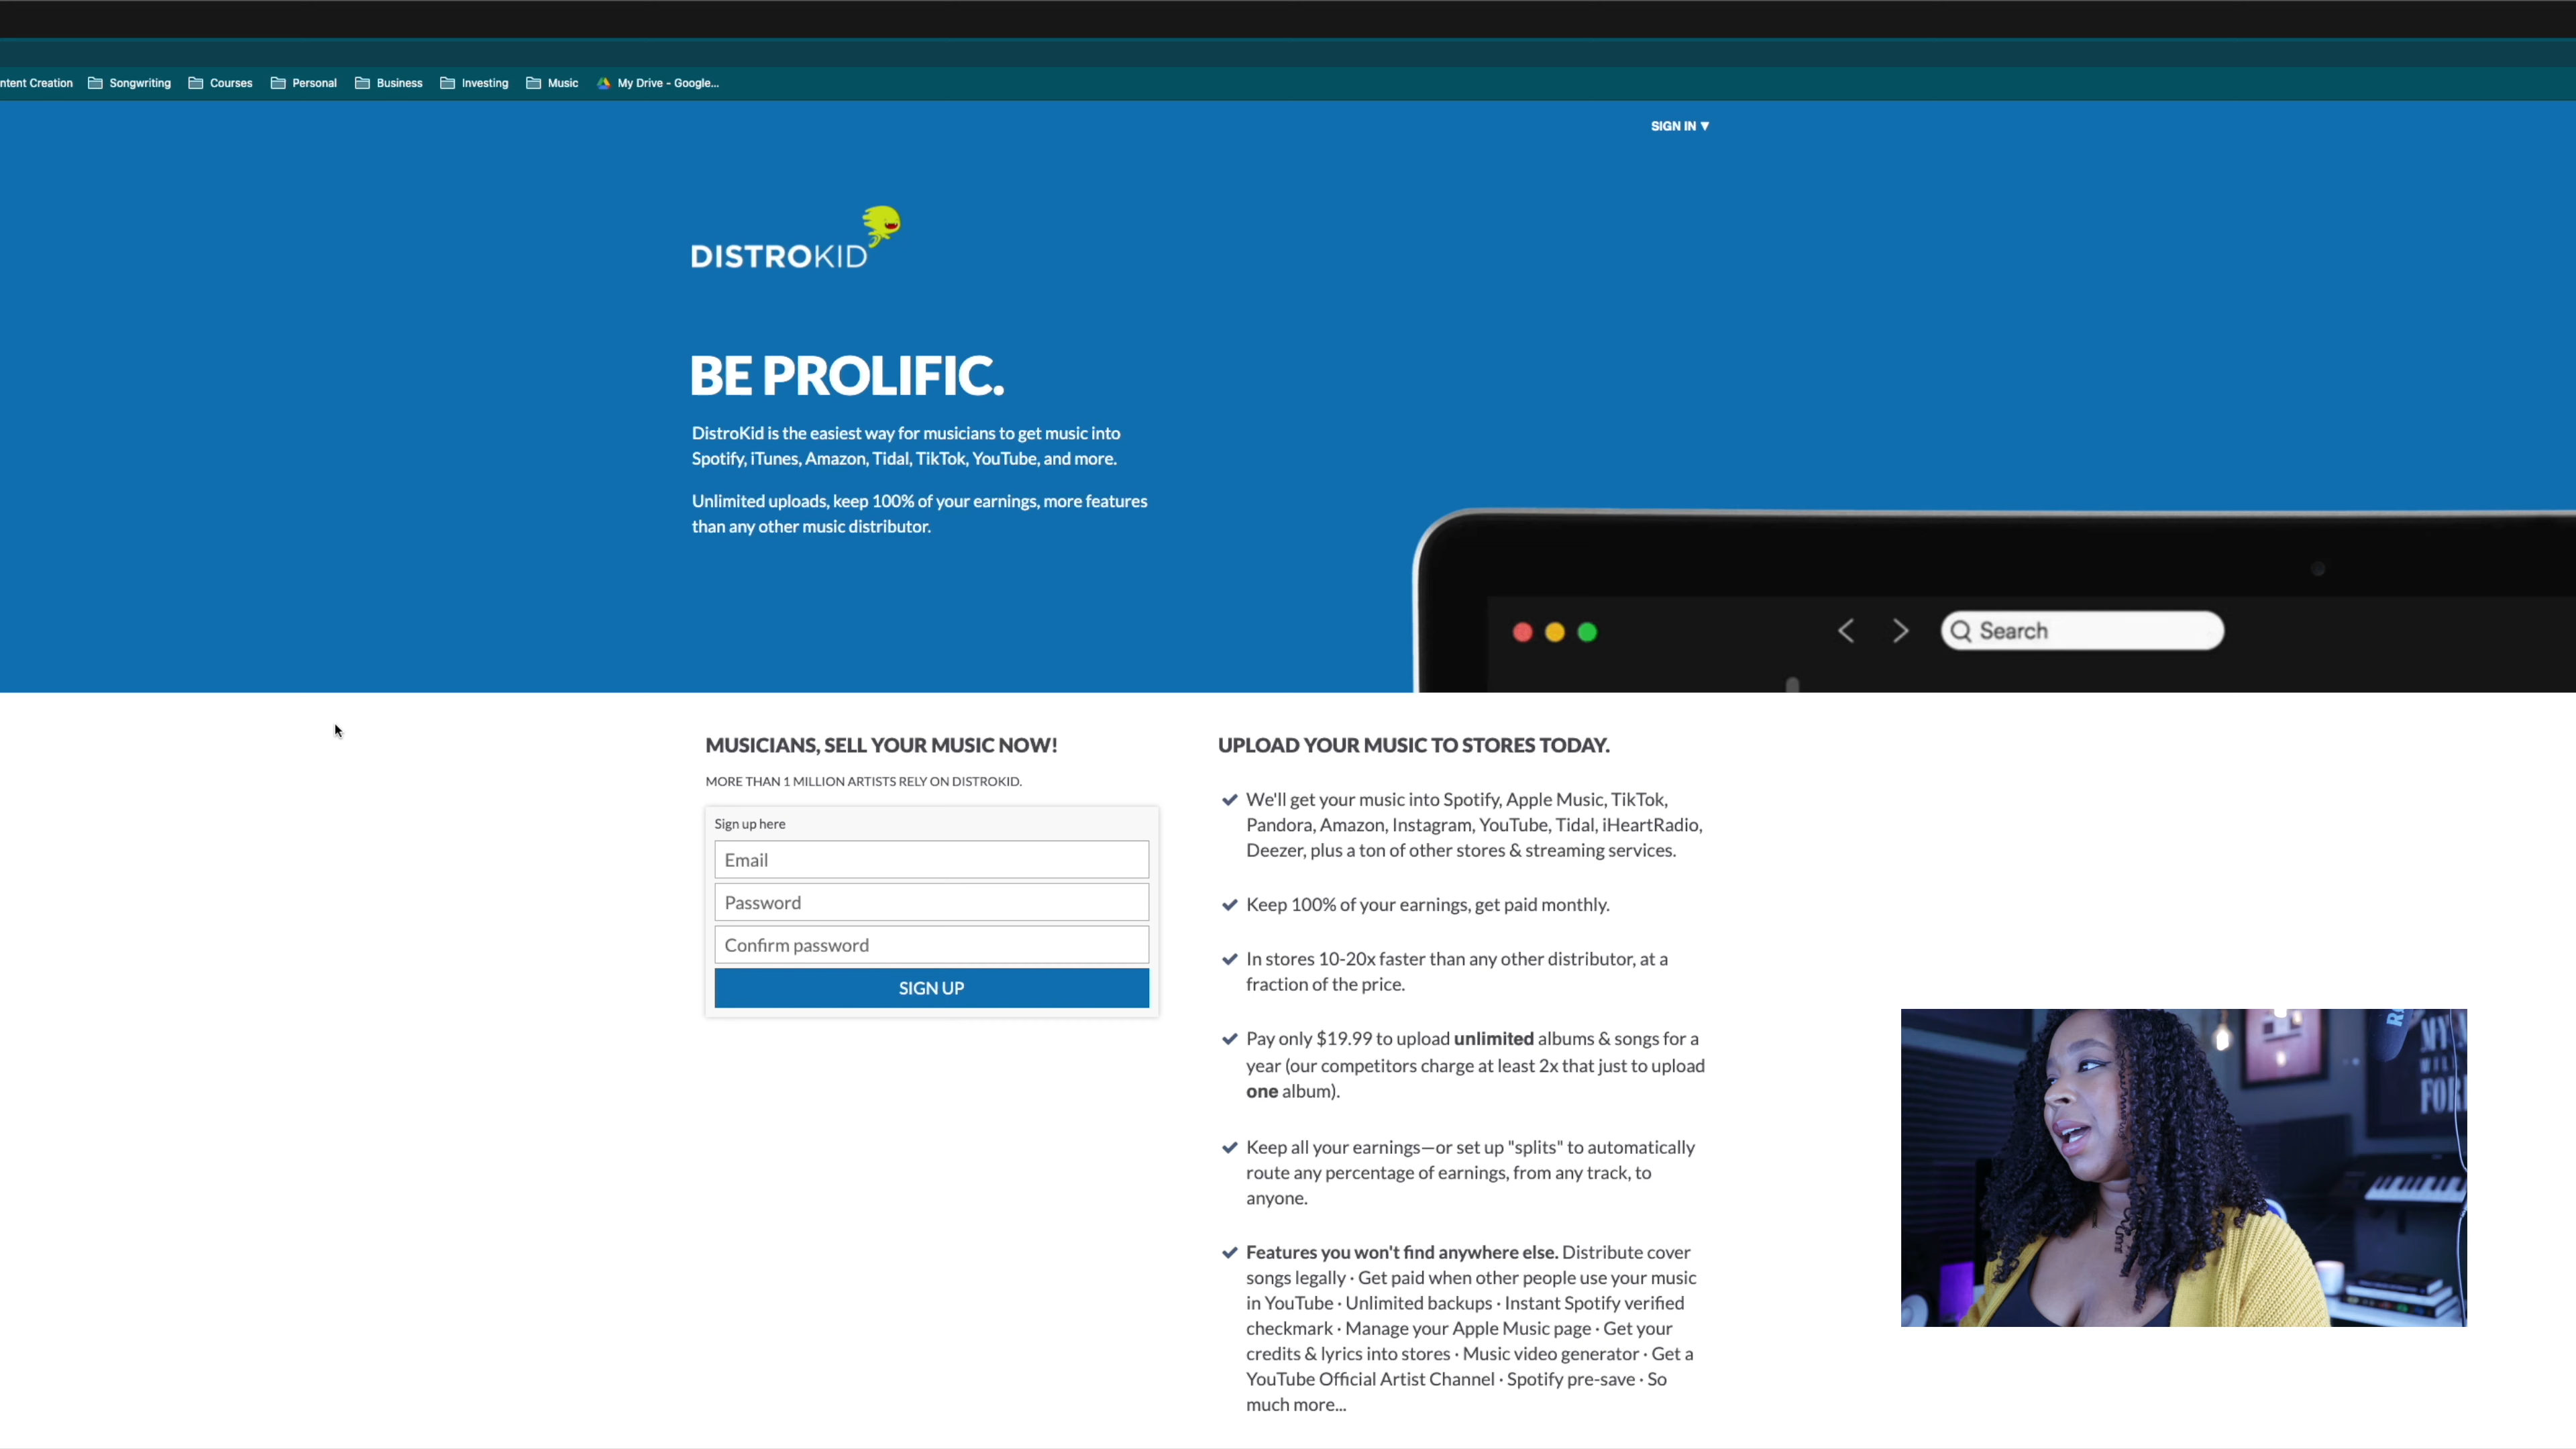 ntent Creation Songwriting Courses Personal Business Investing Music My Drive - Google...
SIGN IN ▼
DISTROKID
BE PROLIFIC.
DistroKid is the easiest way for musicians to get music into
Spotify, iTunes, Amazon, Tidal, TikTok, YouTube, and more.
Unlimited uploads, keep 100% of your earnings, more features
than any other music distributor.
Search
MUSICIANS, SELL YOUR MUSIC NOW!
MORE THAN 1 MILLION ARTISTS RELY ON DISTROKID.
Sign up here
Email
Password
Confirm password
SIGN UP
UPLOAD YOUR MUSIC TO STORES TODAY.
We'll get your music into Spotify, Apple Music, TikTok,
Pandora, Amazon, Instagram, YouTube, Tidal, iHeartRadio,
Deezer, plus a ton of other stores & streaming services.
Keep 100% of your earnings, get paid monthly.
In stores 10-20x faster than any other distributor, at a
fraction of the price.
Pay only $19.99 to upload unlimited albums & songs for a
year (our competitors charge at least 2x that just to upload
one album).
Keep all your earnings—or set up "splits" to automatically
route any percentage of earnings, from any track, to
anyone.
Features you won't find anywhere else. Distribute cover
songs legally · Get paid when other people use your music
in YouTube · Unlimited backups · Instant Spotify verified
checkmark · Manage your Apple Music page · Get your
credits & lyrics into stores · Music video generator · Get a
YouTube Official Artist Channel · Spotify pre-save · So
much more...
MY
WIL
FOR